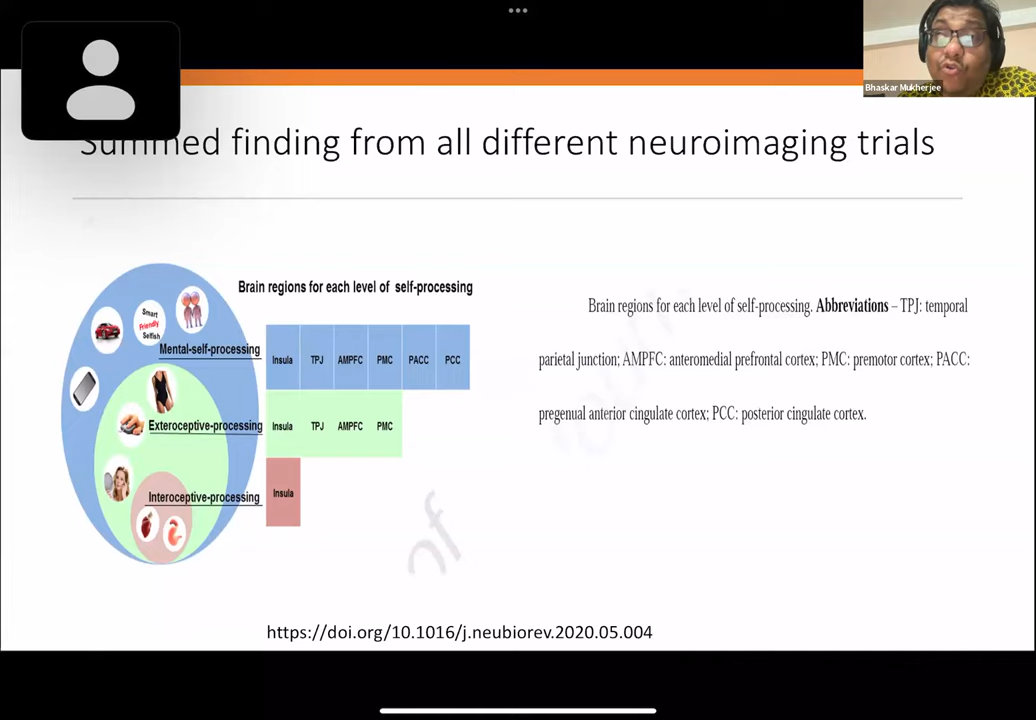 Bhaskar Mukherjee
Summed finding from all different neuroimaging trials
Brain regions for each level of self-processing
Smart
Friendly
Selfish
Mental-self-processing
Insula TPJ AMPFC PMC PACC PCC
Exteroceptive-processing
Insula TPJ AMPFC PMC
Interoceptive-processing
Insula
Brain regions for each level of self-processing. Abbreviations – TPJ: temporal
parietal junction; AMPFC: anteromedial prefrontal cortex; PMC: premotor cortex; PACC:
pregenual anterior cingulate cortex; PCC: posterior cingulate cortex.
of
https://doi.org/10.1016/j.neubiorev.2020.05.004